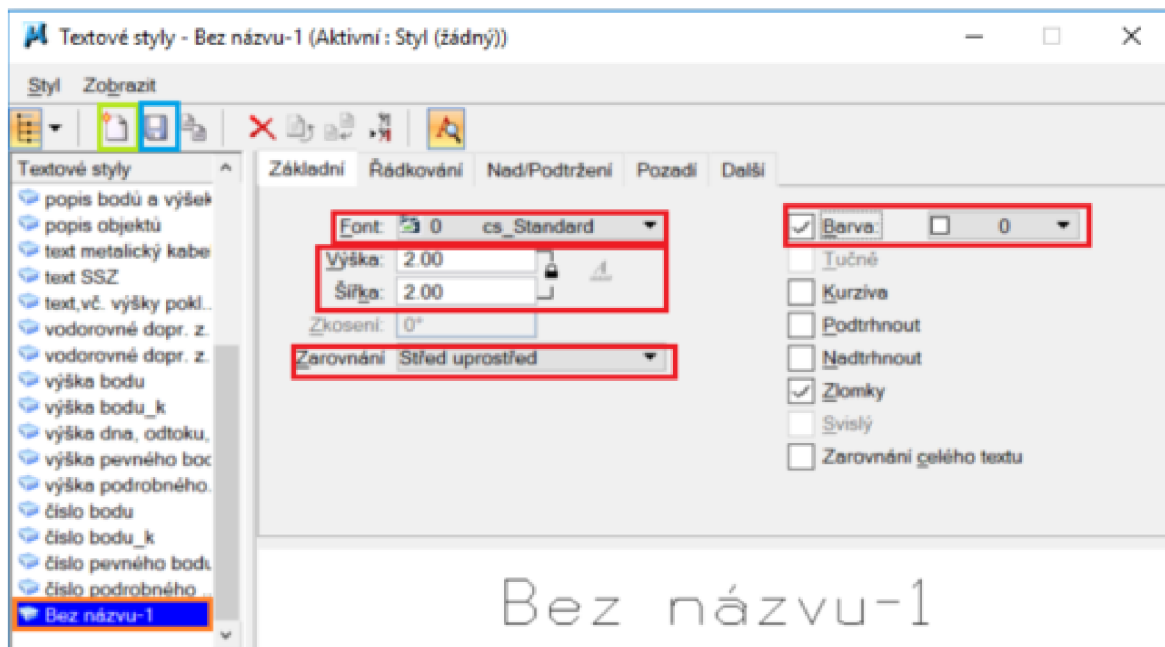 Textové styly - Bez názvu-1 (Aktivní : Styl (žádný))
Styl Zobrazit
Textové styly
popis bodů a výšek
popis objektů
text metalický kabe
text SSZ
text,vč. výšky pokl...
vodorovné dopr. z.
vodorovné dopr. z.
výška bodu
výška bodu_k
výška dna, odtoku,
výška pevného boc
výška podrobného.
číslo bodu
číslo bodu_k
číslo pevného bodu
číslo podrobného ...
Bez názvu-1
Základní Řádkování Nad/Podtržení Pozadí Další
Font: 0 cs_Standard
Výška: 2.00
Šířka: 2.00
Zkosení: 0°
Zarovnání Střed uprostřed
Barva: 0
Tučné
Kurziva
Podtrhnout
Nadtrhnout
Zlomky
Svislý
Zarovnání celého textu
Bez názvu-1